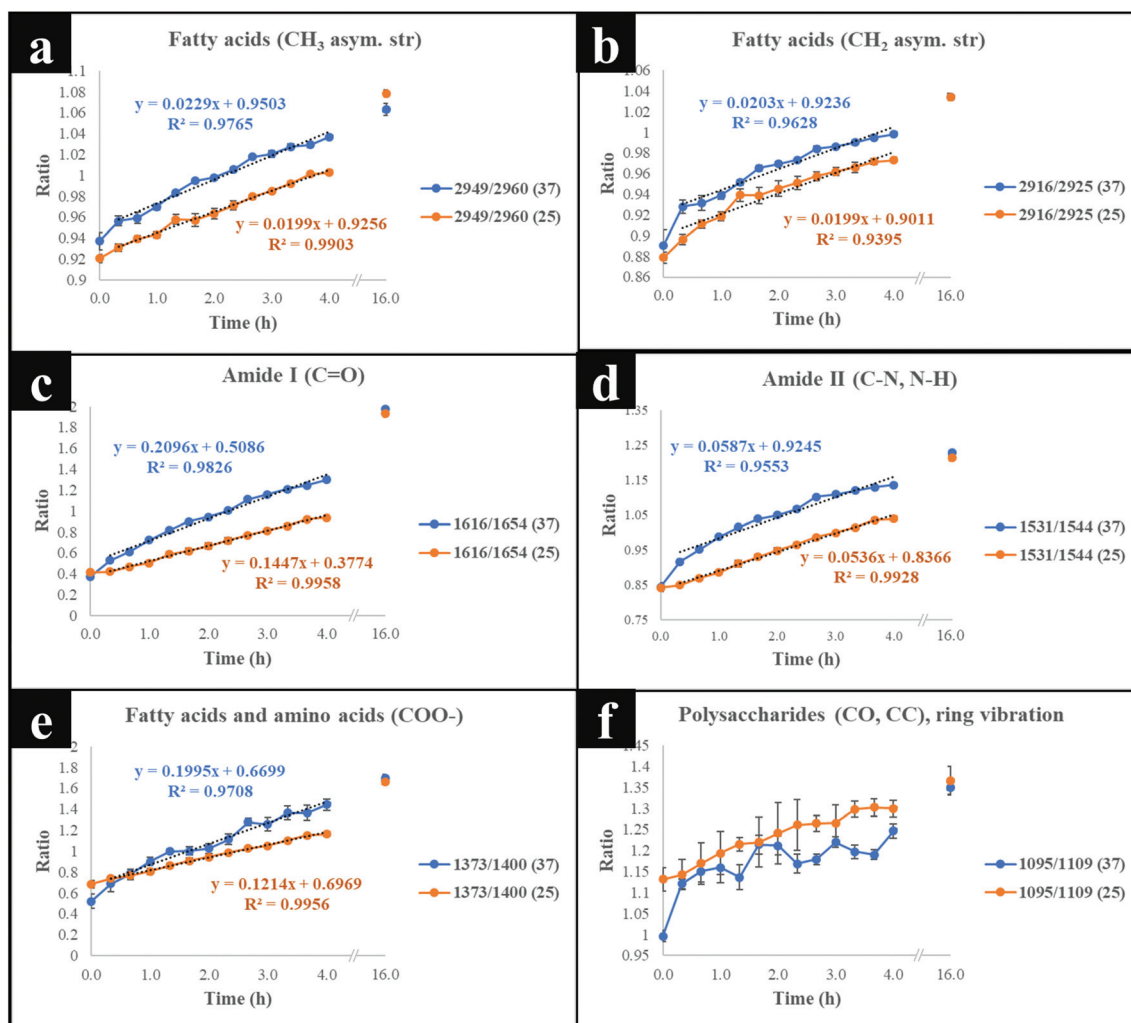 a
Fatty acids (CH₃ asym. str)
1.1
1.08
1.06
1.04
1.02
1
0.98
0.96
0.94
0.92
0.9
Ratio
y = 0.0229x + 0.9503
R² = 0.9765
2949/2960 (37)
2949/2960 (25)
y = 0.0199x + 0.9256
R² = 0.9903
0.0 1.0 2.0 3.0 4.0 16.0
Time (h)
b
Fatty acids (CH₂ asym. str)
1.06
1.04
1.02
1
0.98
0.96
0.94
0.92
0.9
0.88
0.86
Ratio
y = 0.0203x + 0.9236
R² = 0.9628
2916/2925 (37)
2916/2925 (25)
y = 0.0199x + 0.9011
R² = 0.9395
0.0 1.0 2.0 3.0 4.0 16.0
Time (h)
c
Amide I (C=O)
2
1.8
1.6
1.4
1.2
1
0.8
0.6
0.4
0.2
0
Ratio
y = 0.2096x + 0.5086
R² = 0.9826
1616/1654 (37)
1616/1654 (25)
y = 0.1447x + 0.3774
R² = 0.9958
0.0 1.0 2.0 3.0 4.0 16.0
Time (h)
d
Amide II (C-N, N-H)
1.35
1.25
1.15
1.05
0.95
0.85
0.75
Ratio
y = 0.0587x + 0.9245
R² = 0.9553
1531/1544 (37)
1531/1544 (25)
y = 0.0536x + 0.8366
R² = 0.9928
0.0 1.0 2.0 3.0 4.0 16.0
Time (h)
e
Fatty acids and amino acids (COO-)
2
1.8
1.6
1.4
1.2
1
0.8
0.6
0.4
0.2
0
Ratio
y = 0.1995x + 0.6699
R² = 0.9708
1373/1400 (37)
1373/1400 (25)
y = 0.1214x + 0.6969
R² = 0.9956
0.0 1.0 2.0 3.0 4.0 16.0
Time (h)
f
Polysaccharides (CO, CC), ring vibration
1.45
1.4
1.35
1.3
1.25
1.2
1.15
1.1
1.05
1
0.95
Ratio
1095/1109 (37)
1095/1109 (25)
0.0 1.0 2.0 3.0 4.0 16.0
Time (h)